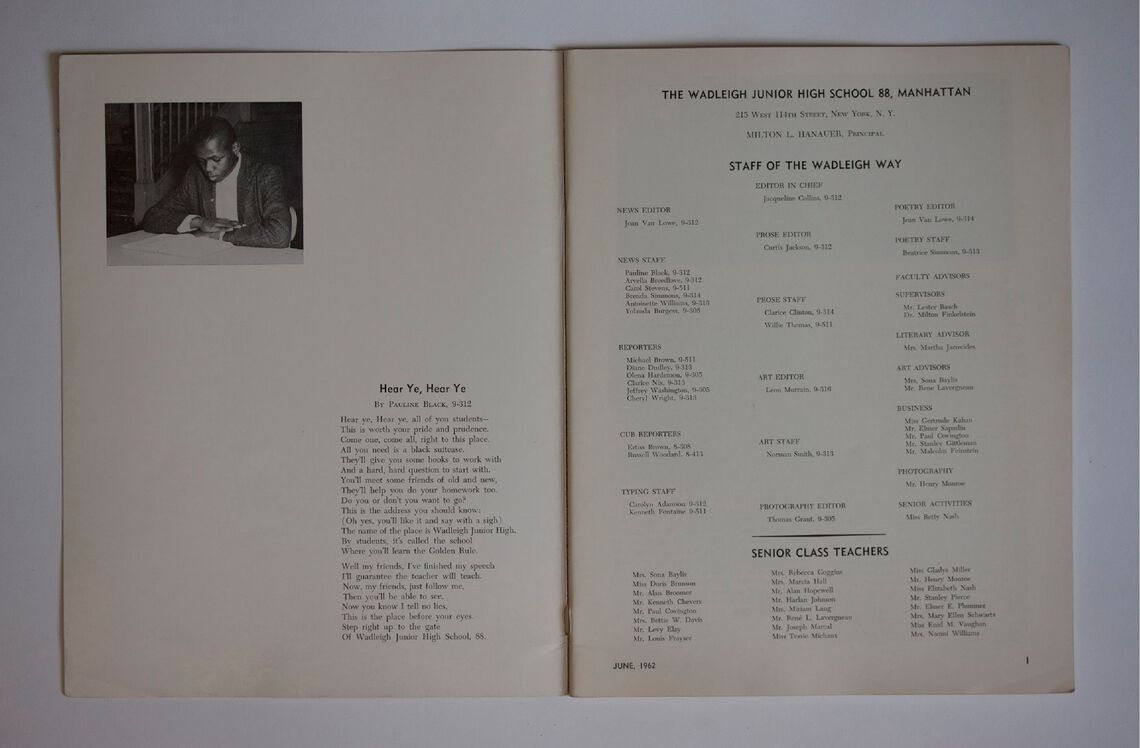 Hear Ye, Hear Ye
By Pauline Black, 9-312
Hear ye, Hear ye, all of you students—
This is worth your pride and prudence.
Come one, come all, right to this place.
All you need is a black suitcase.
They'll give you some books to work with
And a hard, hard question to start with.
You'll meet some friends of old and new,
They'll help you do your homework too.
Do you or don't you want to go?
This is the address you should know:
(Oh yes, you'll like it and say with a sigh)
The name of the place is Wadleigh Junior High.
By students, it's called the school
Where you'll learn the Golden Rule.
Well my friends, I've finished my speech
I'll guarantee the teacher will teach.
Now, my friends, just follow me,
Then you'll be able to see.
Now you know I tell no lies,
This is the place before your eyes.
Step right up to the gate
Of Wadleigh Junior High School, 88.
THE WADLEIGH JUNIOR HIGH SCHOOL 88, MANHATTAN
215 West 114th Street, New York, N. Y.
MILTON L. HANAUER, Principal
STAFF OF THE WADLEIGH WAY
EDITOR IN CHIEF
Jacqueline Collins, 9-312
NEWS EDITOR
Joan Van Lowe, 9-312
NEWS STAFF
Pauline Black, 9-312
Arvella Breedlove, 9-312
Carol Stevens, 9-511
Brenda Simmons, 9-314
Antoinette Williams, 9-313
Yolanda Burgess, 9-305
REPORTERS
Michael Brown, 9-511
Diane Dudley, 9-313
Olena Hardemon, 9-305
Clarice Nix, 9-313
Jeffrey Washington, 9-305
Cheryl Wright, 9-313
CUB REPORTERS
Brown, 8-308
Russell Woodard, 8-413
TYPING STAFF
Carolyn Adamson 9-312
Kenneth Fontaine 9-511
PROSE EDITOR
Curtis Jackson, 9-312
PROSE STAFF
Clarice Clinton, 9-314
Willie Thomas, 9-511
ART EDITOR
Leon Murrain, 9-316
ART STAFF
Norman Smith, 9-313
PHOTOGRAPHY EDITOR
Thomas Grant, 9-305
POETRY EDITOR
Jean Van Lowe, 9-314
POETRY STAFF
Beatrice Simmons, 9-313
FACULTY ADVISORS
SUPERVISORS
Mr. Lester Basch
Dr. Milton Finkelstein
LITERARY ADVISOR
Mrs. Martha Janovides
ART ADVISORS
Mrs. Sona Baylis
Mr. Rene Lavergneau
BUSINESS
Miss Gertrude Kahan
Mr. Elmer Sapadin
Mr. Paul Covington
Mr. Stanley Gittleman
Mr. Malcolm Feinstein
PHOTOGRAPHY
Mr. Henry Monroe
SENIOR ACTIVITIES
Miss Betty Nash
SENIOR CLASS TEACHERS
Mrs. Sona Baylis
Miss Doris Brunson
Mr. Alan Broomer
Mr. Kenneth Chevers
Mr. Paul Covington
Mrs. Bettie W. Davis
Mr. Levy Elay
Mr. Louis Frayser
Mrs. Rebecca Goggins
Mrs. Marcia Hall
Mr. Alan Hopewell
Mr. Harlan Johnson
Mrs. Miriam Lang
Mr. René L. Lavergneau
Mr. Joseph Marcal
Miss Tessie Michaux
Miss Gladys Miller
Mr. Henry Monroe
Miss Elizabeth Nash
Mr. Stanley Pierce
Mr. Elmer E. Plummer
Mrs. Mary Ellen Schwartz
Miss Enid M. Vaughan
Mrs. Naomi Williams
JUNE, 1962
1